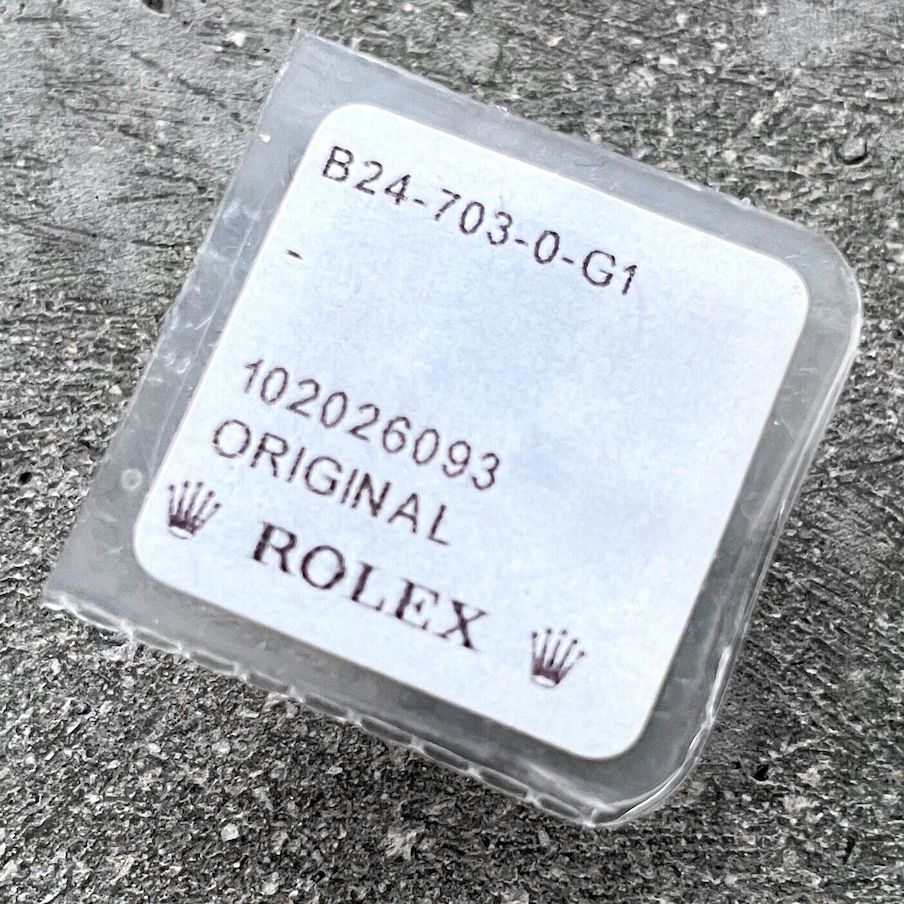 B24-703-0-G1
-
102026093
ORIGINAL
ROLEX